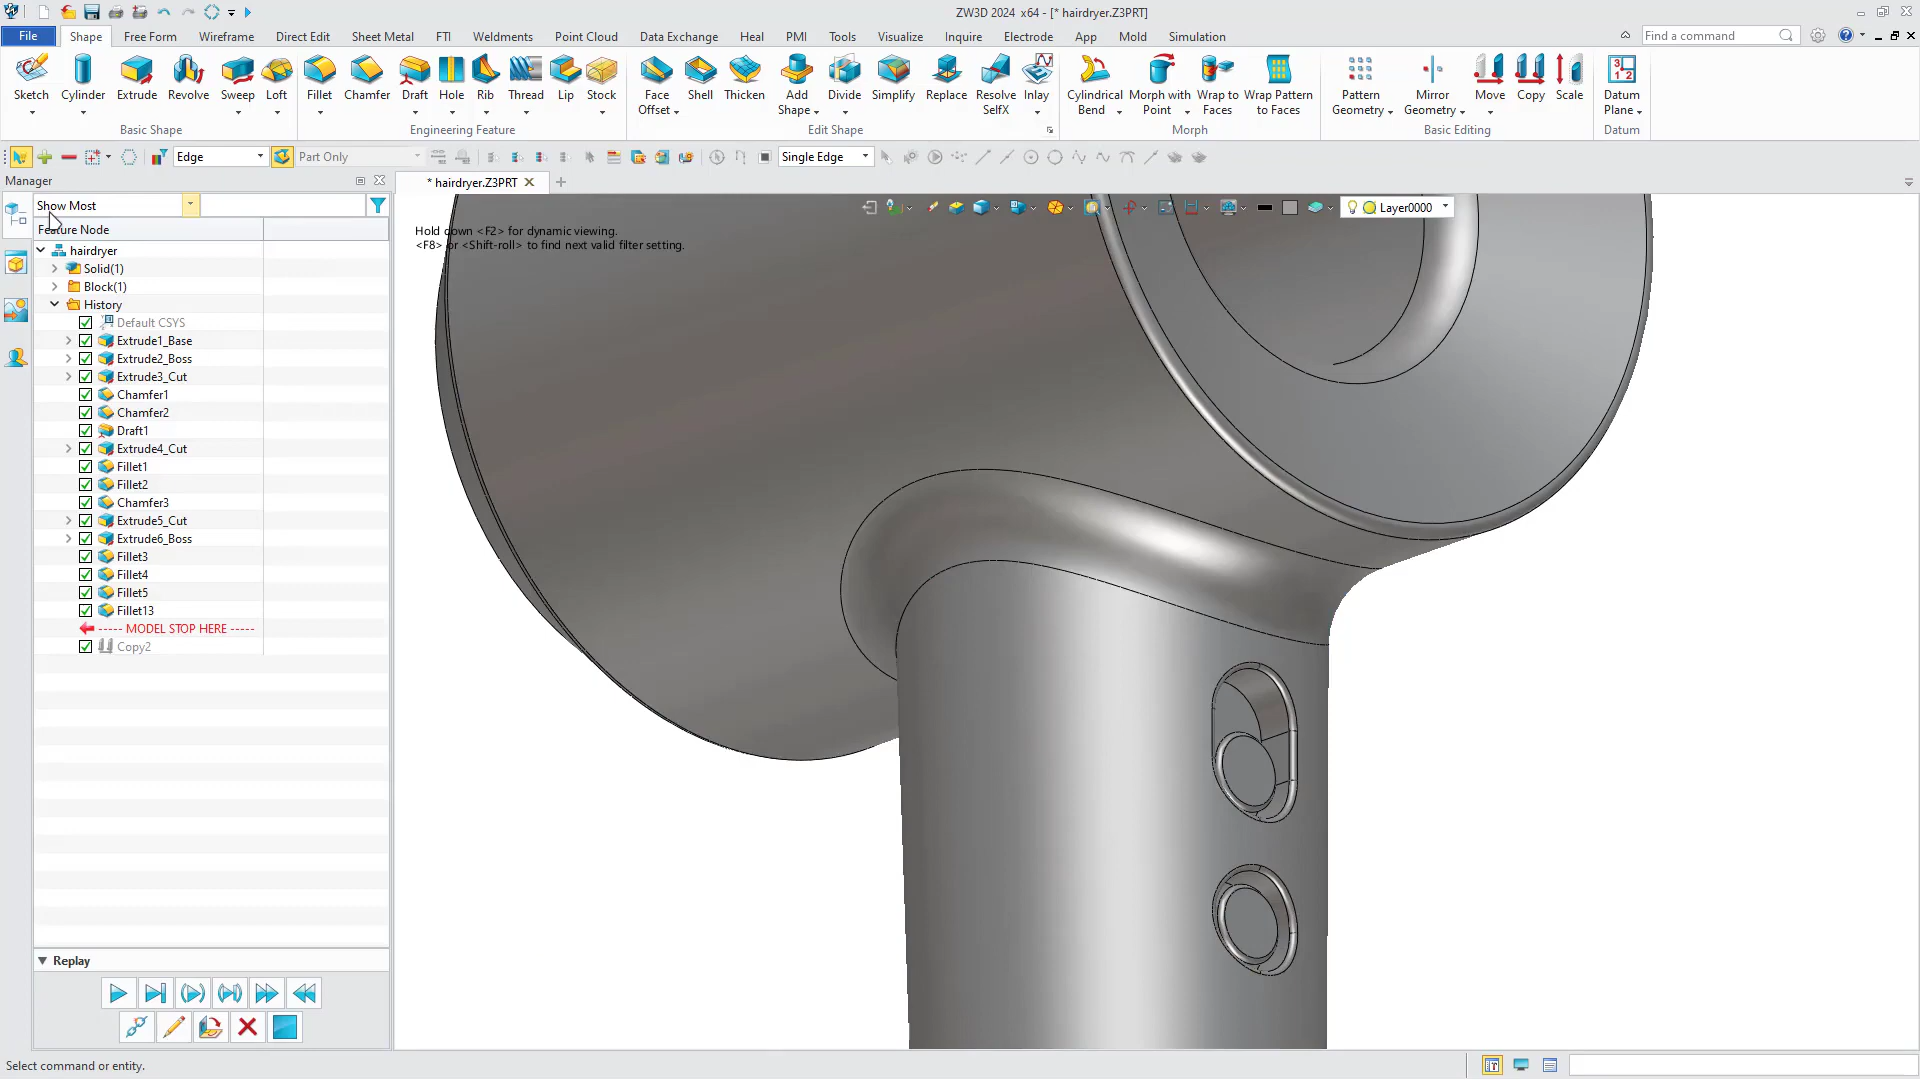 ZW3D 2024 x64 - [* hairdryer.Z3PRT]
File
Shape
Free Form
Wireframe
Direct Edit
Sheet Metal
FTI
Weldments
Point Cloud
Data Exchange
Heal
PMI
Tools
Visualize
Inquire
Electrode
App
Mold
Simulation
Find a command
Sketch
Cylinder
Extrude
Revolve
Sweep
Loft
Basic Shape
Fillet
Chamfer
Draft
Hole
Rib
Thread
Lip
Stock
Engineering Feature
Face
Offset
Shell
Thicken
Add
Shape
Divide
Simplify
Replace
Resolve
SelfX
Inlay
Edit Shape
Cylindrical
Bend
Morph with
Point
Wrap to
Faces
Wrap Pattern
to Faces
Morph
Pattern
Geometry
Mirror
Geometry
Move
Copy
Scale
Basic Editing
Datum
Plane
Datum
Edge
Part Only
Single Edge
Manager
* hairdryer.Z3PRT
Show Most
Layer0000
Feature Node
Hold down <F2> for dynamic viewing.
<F8> or <Shift-roll> to find next valid filter setting.
hairdryer
Solid(1)
Block(1)
History
Default CSYS
Extrude1_Base
Extrude2_Boss
Extrude3_Cut
Chamfer1
Chamfer2
Draft1
Extrude4_Cut
Fillet1
Fillet2
Chamfer3
Extrude5_Cut
Extrude6_Boss
Fillet3
Fillet4
Fillet5
Fillet13
----- MODEL STOP HERE -----
Copy2
Replay
Select command or entity.